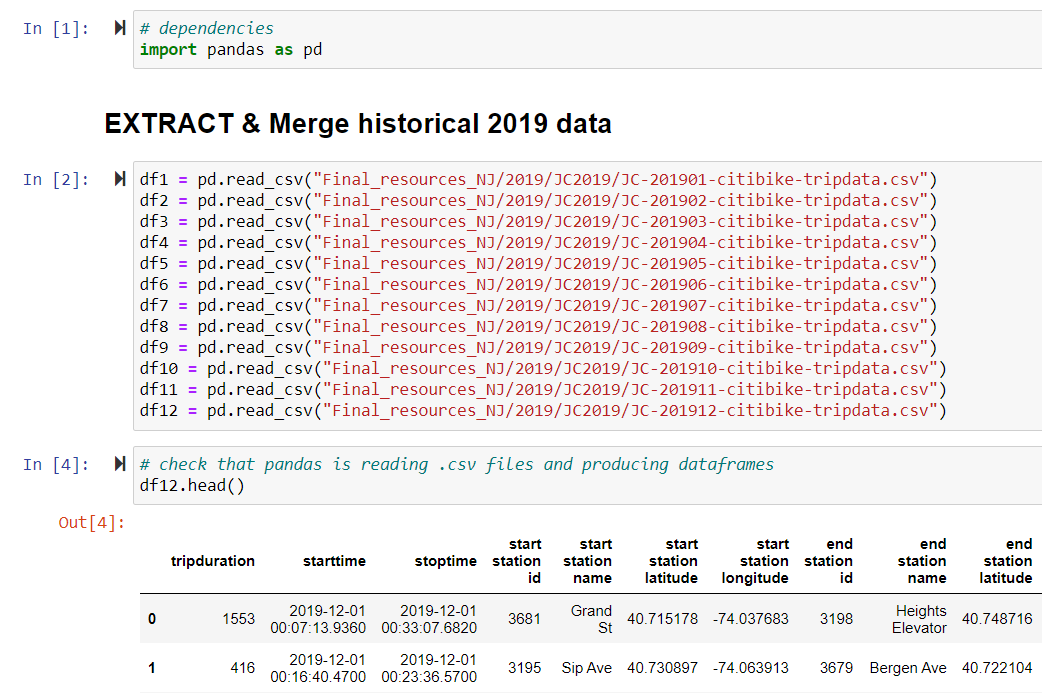 In [1]: # dependencies
import pandas as pd
EXTRACT & Merge historical 2019 data
In [2]: df1 = pd.read_csv("Final_resources_NJ/2019/JC2019/JC-201901-citibike-tripdata.csv")
df2 = pd.read_csv("Final_resources_NJ/2019/JC2019/JC-201902-citibike-tripdata.csv")
df3 = pd.read_csv("Final_resources_NJ/2019/JC2019/JC-201903-citibike-tripdata.csv")
df4 = pd.read_csv("Final_resources_NJ/2019/JC2019/JC-201904-citibike-tripdata.csv")
df5 = pd.read_csv("Final_resources_NJ/2019/JC2019/JC-201905-citibike-tripdata.csv")
df6 = pd.read_csv("Final_resources_NJ/2019/JC2019/JC-201906-citibike-tripdata.csv")
df7 = pd.read_csv("Final_resources_NJ/2019/JC2019/JC-201907-citibike-tripdata.csv")
df8 = pd.read_csv("Final_resources_NJ/2019/JC2019/JC-201908-citibike-tripdata.csv")
df9 = pd.read_csv("Final_resources_NJ/2019/JC2019/JC-201909-citibike-tripdata.csv")
df10 = pd.read_csv("Final_resources_NJ/2019/JC2019/JC-201910-citibike-tripdata.csv")
df11 = pd.read_csv("Final_resources_NJ/2019/JC2019/JC-201911-citibike-tripdata.csv")
df12 = pd.read_csv("Final_resources_NJ/2019/JC2019/JC-201912-citibike-tripdata.csv")
In [4]: # check that pandas is reading .csv files and producing dataframes
df12.head()
Out[4]:
start start start start end end end
tripduration starttime stoptime station station station station station station station
id name latitude longitude id name latitude
2019-12-01 2019-12-01 Grand Heights
0 1553 3681 40.715178 -74.037683 3198 40.748716
00:07:13.9360 00:33:07.6820 St Elevator
2019-12-01 2019-12-01
1 416 3195 Sip Ave 40.730897 -74.063913 3679 Bergen Ave 40.722104
00:16:40.4700 00:23:36.5700